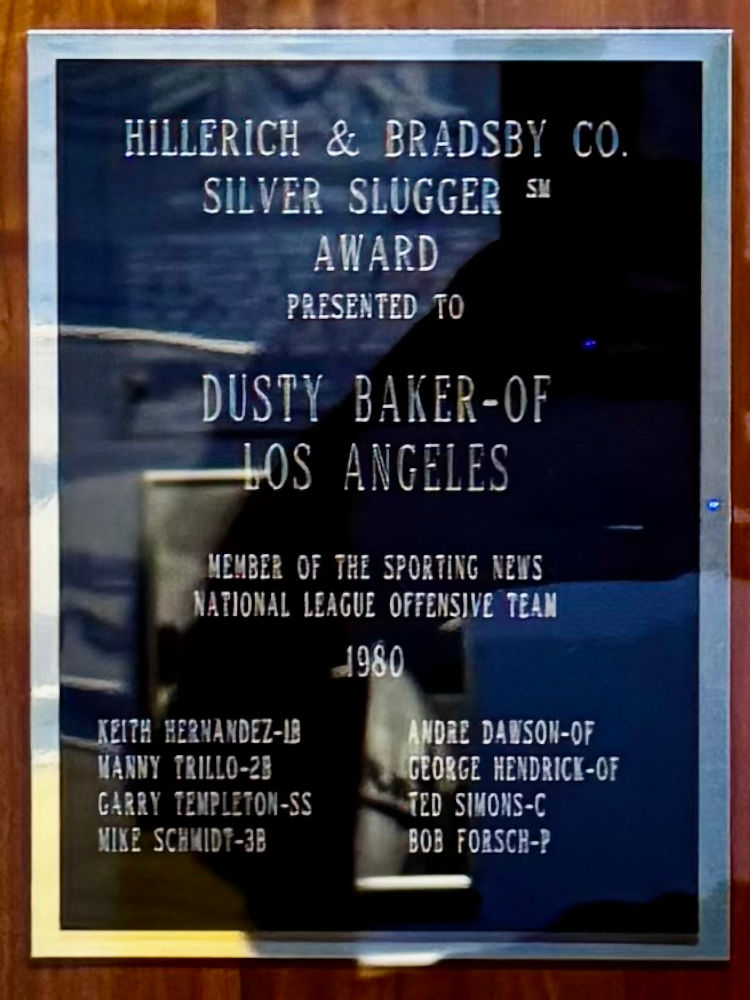 HILLERICH & BRADSBY CO.
SILVER SLUGGER SM
AWARD
PRESENTED TO
DUSTY BAKER-OF
LOS ANGELES
MEMBER OF THE SPORTING NEWS
NATIONAL LEAGUE OFFENSIVE TEAM
1980
KEITH HERNANDEZ-1B
MANNY TRILLO-2B
GARRY TEMPLETON-SS
MIKE SCHMIDT-3B
ANDRE DAWSON-OF
GEORGE HENDRICK-OF
TED SIMONS-C
BOB FORSCH-P